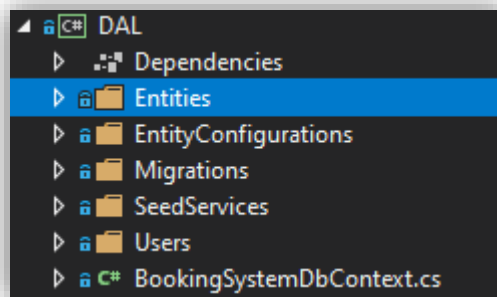 C# DAL
Dependencies
Entities
EntityConfigurations
Migrations
SeedServices
Users
C# BookingSystemDbContext.cs